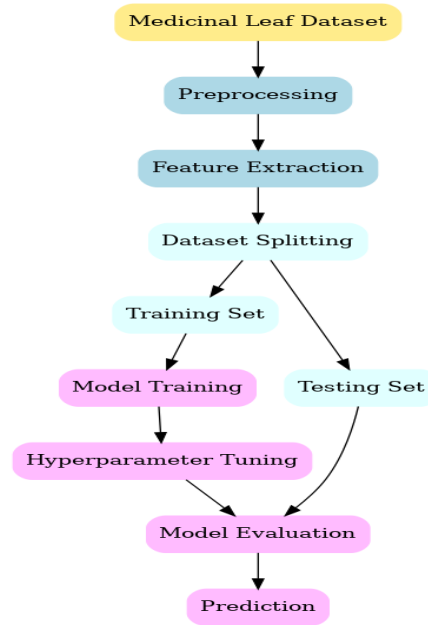 Medicinal Leaf Dataset
Preprocessing
Feature Extraction
Dataset Splitting
Training Set
Model Training
Testing Set
Hyperparameter Tuning
Model Evaluation
Prediction